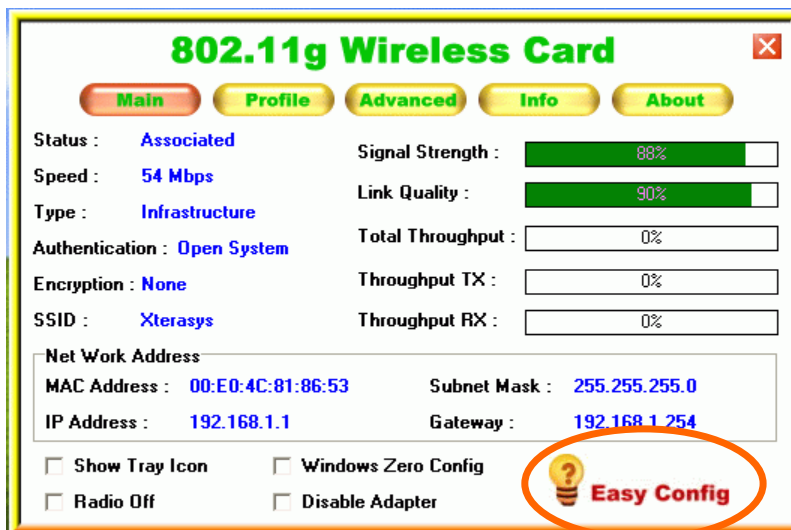 802.11g Wireless Card
Main Profile Advanced Info About
Status : Associated
Speed : 54 Mbps
Type : Infrastructure
Authentication : Open System
Encryption : None
SSID : Xterasys
Signal Strength : 88%
Link Quality : 90%
Total Throughput : 0%
Throughput TX : 0%
Throughput RX : 0%
Net Work Address
MAC Address : 00:E0:4C:81:86:53 Subnet Mask : 255.255.255.0
IP Address : 192.168.1.1 Gateway : 192.168.1.254
Show Tray Icon Windows Zero Config
Radio Off Disable Adapter
? Easy Config